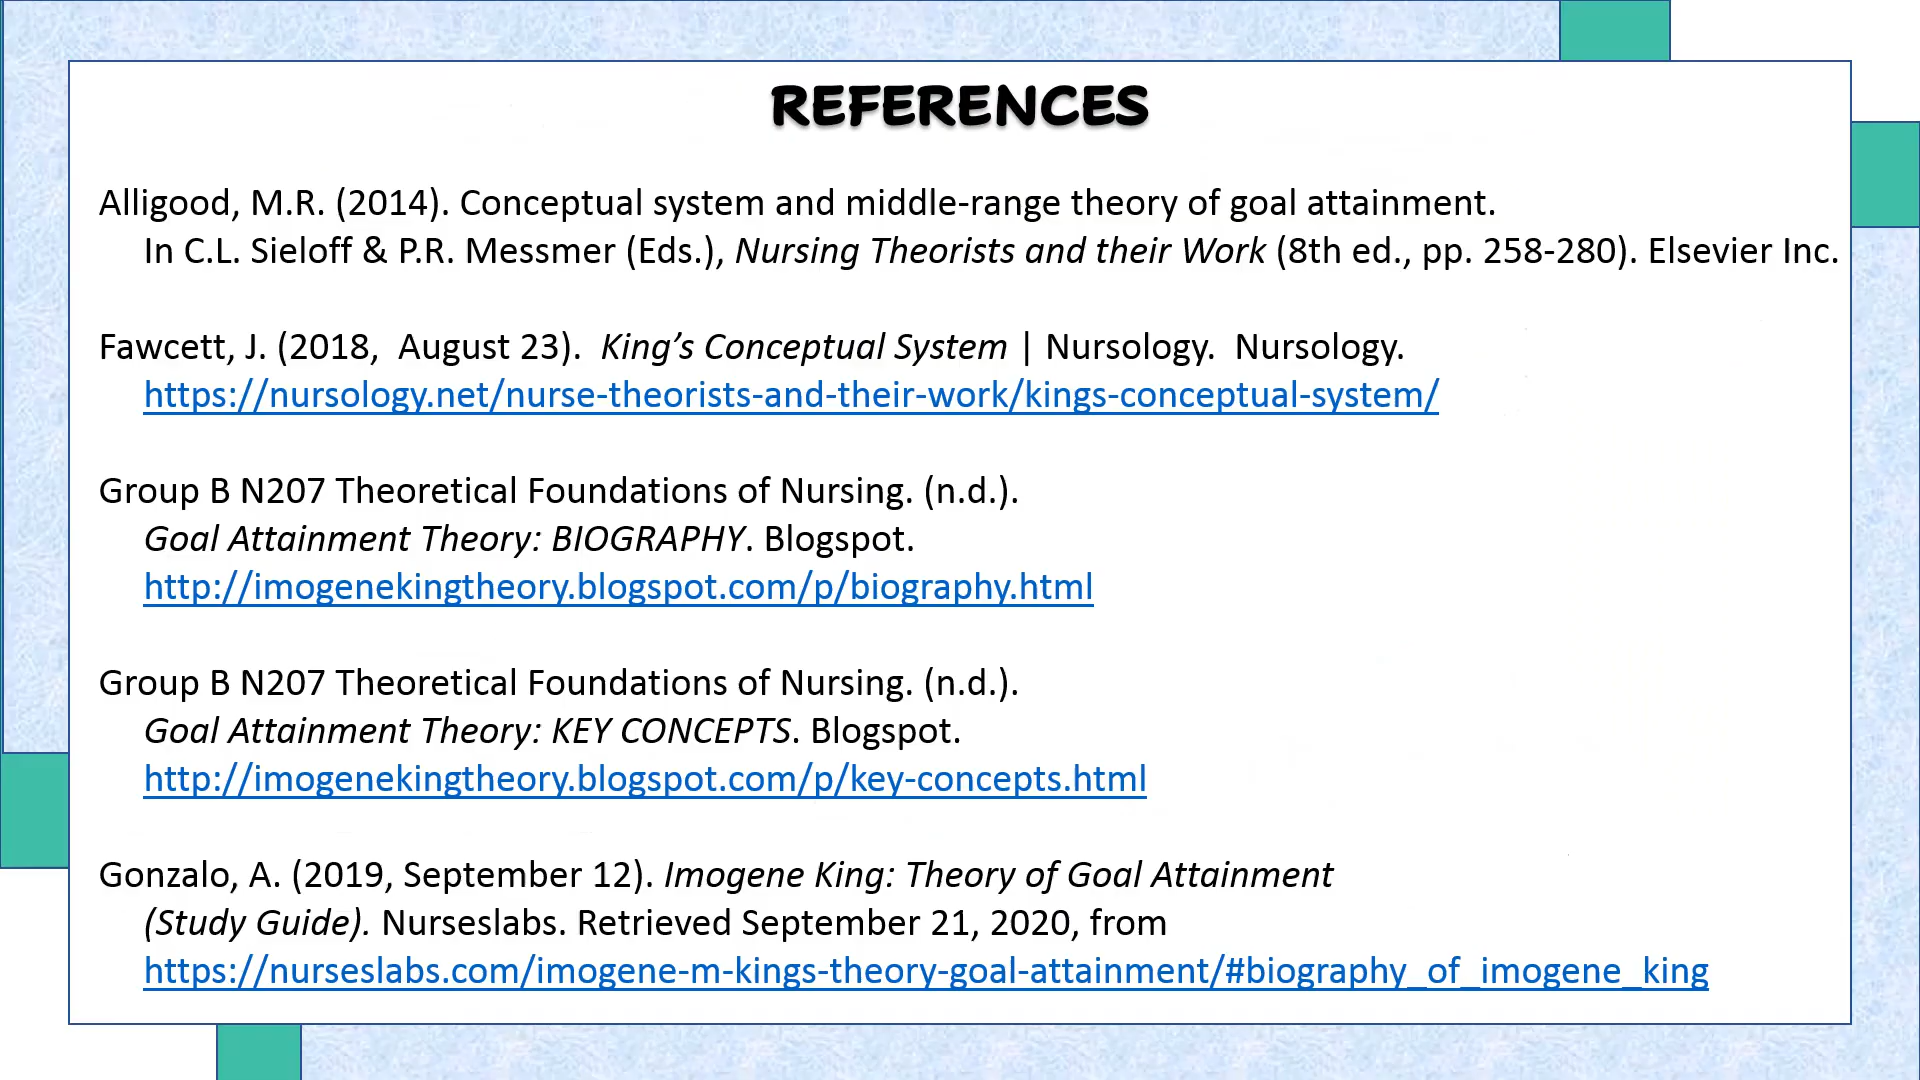 REFERENCES
Alligood, M.R. (2014). Conceptual system and middle-range theory of goal attainment.
In C.L. Sieloff & P.R. Messmer (Eds.), Nursing Theorists and their Work (8th ed., pp. 258-280). Elsevier Inc.
Fawcett, J. (2018,  August 23).  King’s Conceptual System | Nursology.  Nursology.
https://nursology.net/nurse-theorists-and-their-work/kings-conceptual-system/
Group B N207 Theoretical Foundations of Nursing. (n.d.).
Goal Attainment Theory: BIOGRAPHY. Blogspot.
http://imogenekingtheory.blogspot.com/p/biography.html
Group B N207 Theoretical Foundations of Nursing. (n.d.).
Goal Attainment Theory: KEY CONCEPTS. Blogspot.
http://imogenekingtheory.blogspot.com/p/key-concepts.html
Gonzalo, A. (2019, September 12). Imogene King: Theory of Goal Attainment
(Study Guide). Nurseslabs. Retrieved September 21, 2020, from
https://nurseslabs.com/imogene-m-kings-theory-goal-attainment/#biography_of_imogene_king